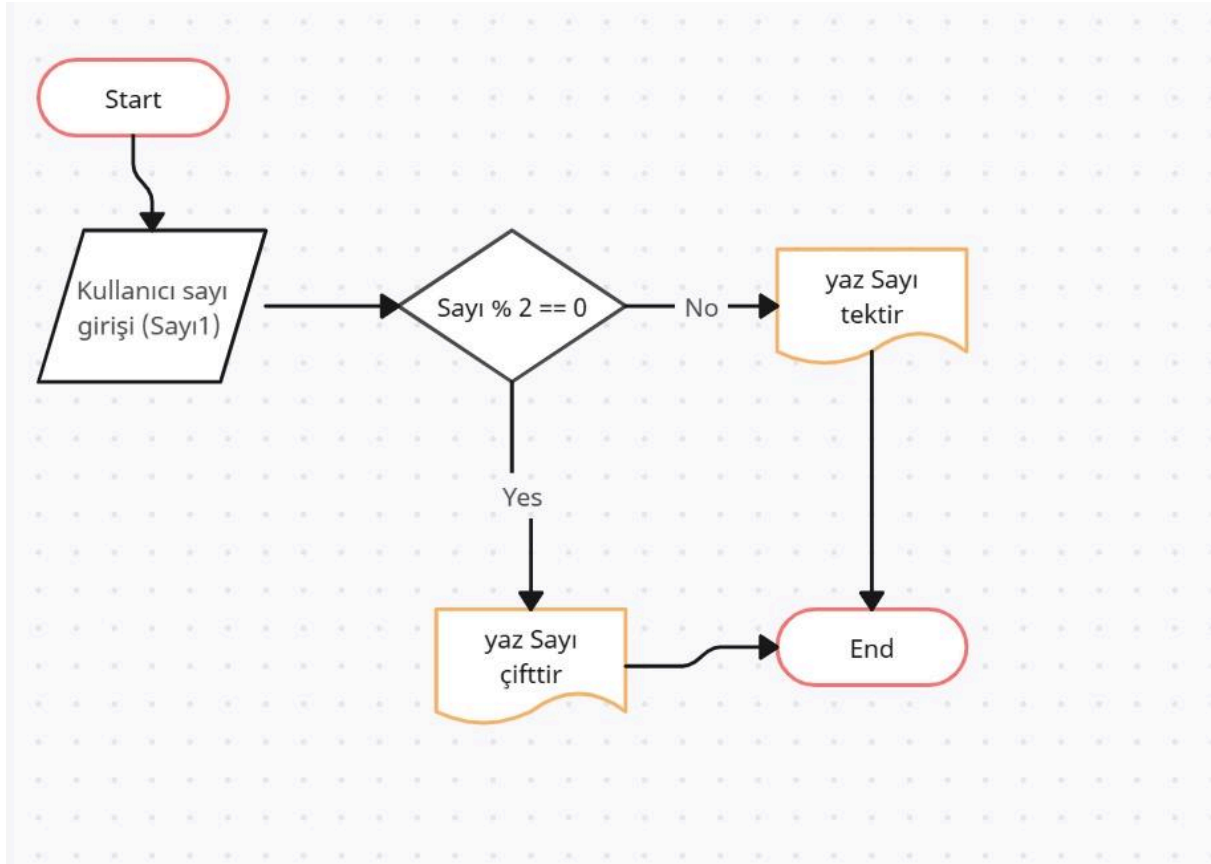 Start
Kullanıcı sayı
girişi (Sayı1)
Sayı % 2 == 0
No
yaz Sayı
tektir
Yes
yaz Sayı
çifttir
End